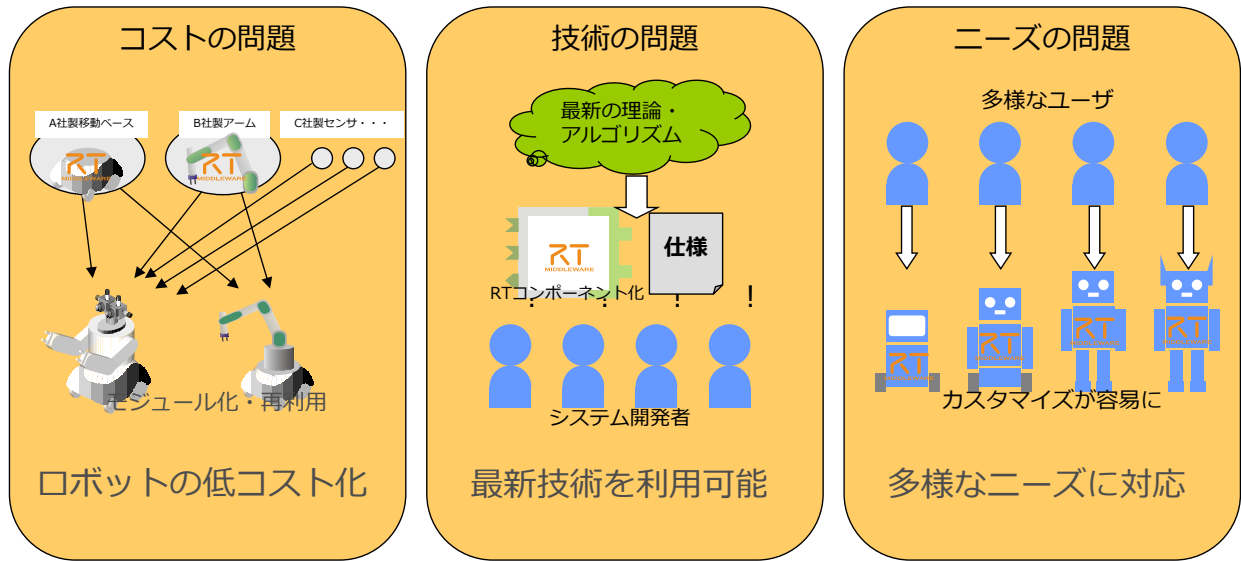 コストの問題
A社製移動ベース
B社製アーム
C社製センサ・・・
RT
MIDDLEWARE
RT
MIDDLEWARE
モジュール化・再利用
ロボットの低コスト化
技術の問題
最新の理論・
アルゴリズム
RT
MIDDLEWARE
仕様
RTコンポーネント化
! ! ! !
システム開発者
最新技術を利用可能
ニーズの問題
多様なユーザ
RT
MIDDLEWARE
RT
MIDDLEWARE
RT
MIDDLEWARE
RT
MIDDLEWARE
カスタマイズが容易に
多様なニーズに対応